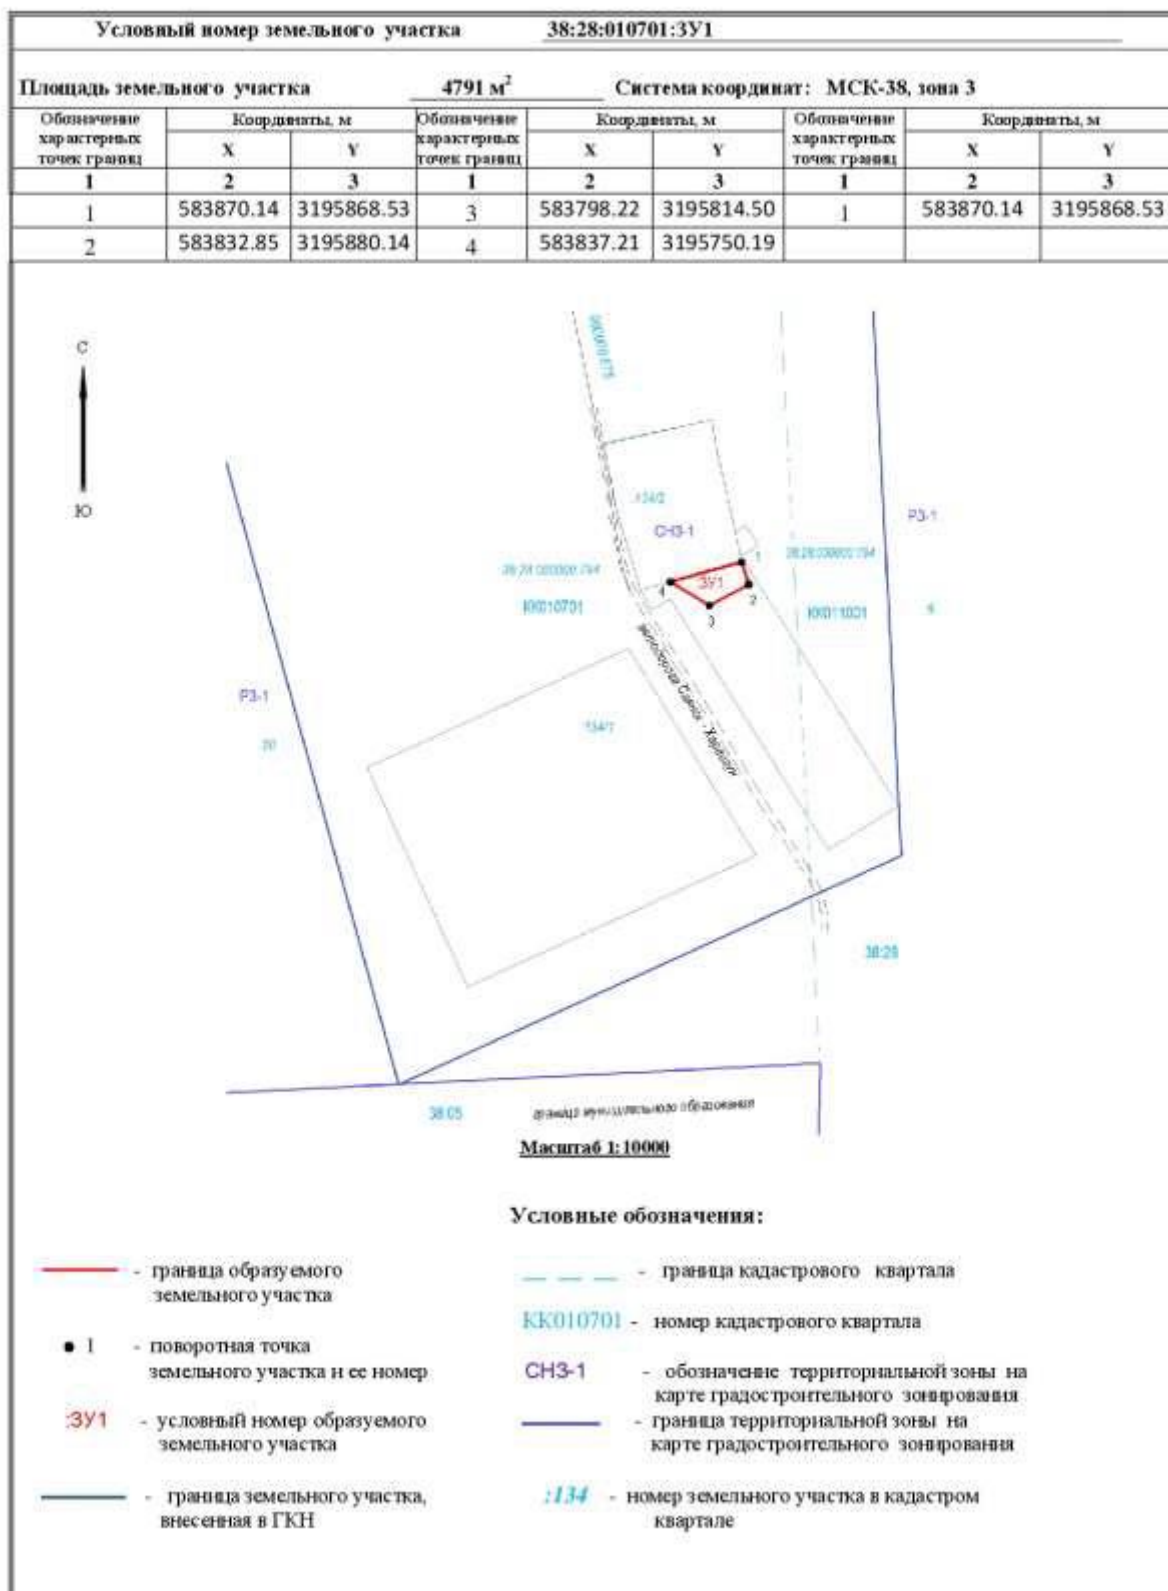 Условный номер земельного участка 38:28:010701:ЗУ1
Площадь земельного участка 4791 м² Система координат: МСК-38, зона 3
Обозначение характерных точек границ Координаты, м Обозначение характерных точек границ Координаты, м Обозначение характерных точек границ Координаты, м
X Y X Y X Y
1 2 3 1 2 3 1 2 3
1 583870.14 3195868.53 3 583798.22 3195814.50 1 583870.14 3195868.53
2 583832.85 3195880.14 4 583837.21 3195750.19
С
Ю
:134/2
СНЗ-1
РЗ-1
1
ЗУ1
4
2
3
КК010701
КК011001
РЗ-1
38:28
38:05
граница муниципального образования
Масштаб 1:10000
Условные обозначения:
- граница образуемого
земельного участка
1 - поворотная точка
земельного участка и ее номер
:ЗУ1 - условный номер образуемого
земельного участка
- граница земельного участка,
внесенная в ГКН
- граница кадастрового квартала
КК010701 - номер кадастрового квартала
СНЗ-1 - обозначение территориальной зоны на
карте градостроительного зонирования
- граница территориальной зоны на
карте градостроительного зонирования
:134 - номер земельного участка в кадастром
квартале